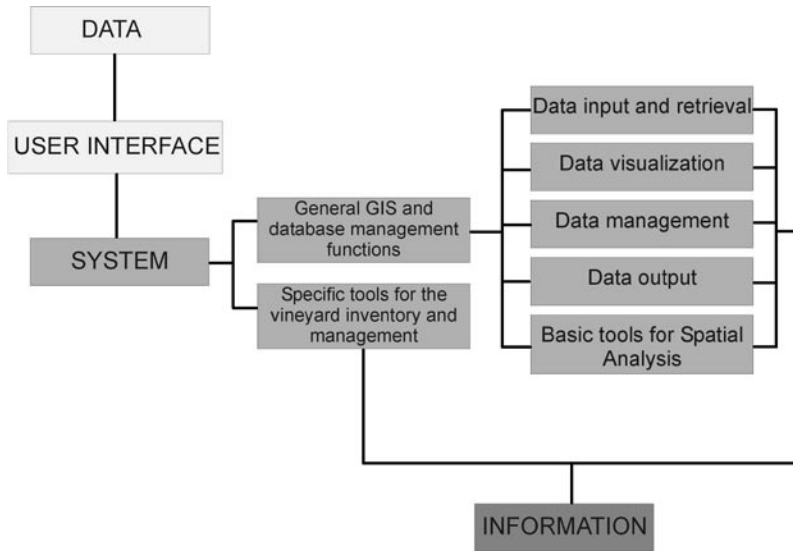 DATA
USER INTERFACE
SYSTEM
General GIS and
database management
functions
Specific tools for the
vineyard inventory and
management
Data input and retrieval
Data visualization
Data management
Data output
Basic tools for Spatial
Analysis
INFORMATION